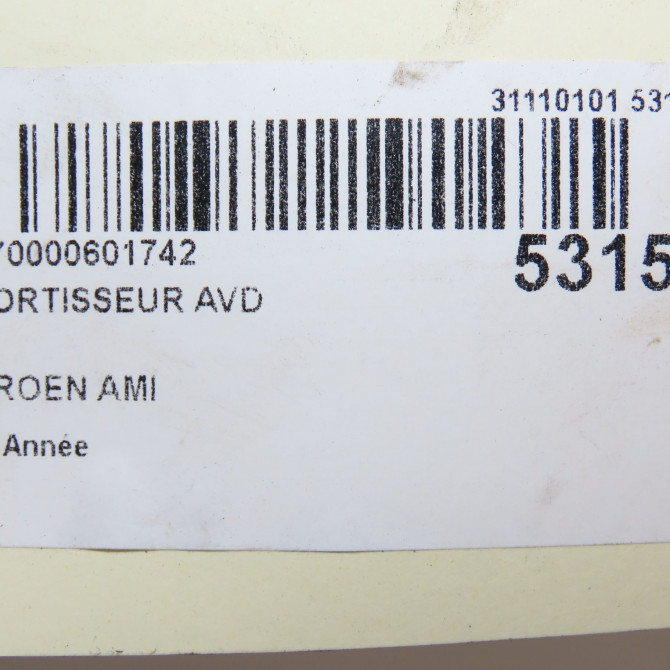 31110101 531
70000601742
5315
ORTISSEUR AVD
ROEN AMI
Année